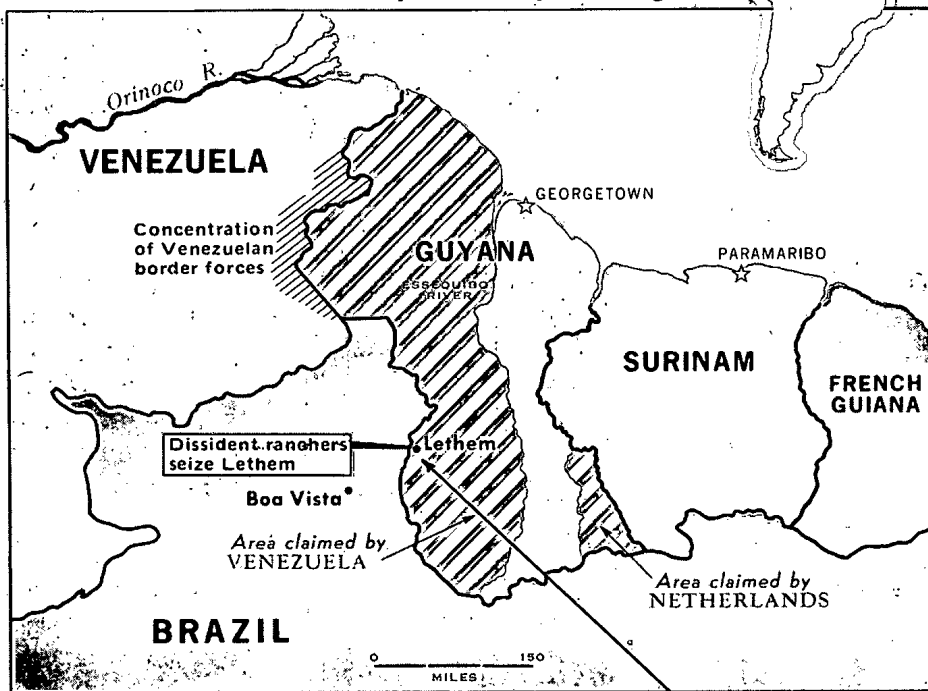 Orinoco R.
VENEZUELA
GEORGETOWN
Concentration
of Venezuelan
border forces
GUYANA
ESSEQUIBO
RIVER
PARAMARIBO
SURINAM
FRENCH
GUIANA
Dissident ranchers
seize Lethem
Lethem
Boa Vista
Area claimed by
VENEZUELA
Area claimed by
NETHERLANDS
BRAZIL
0 150
MILES